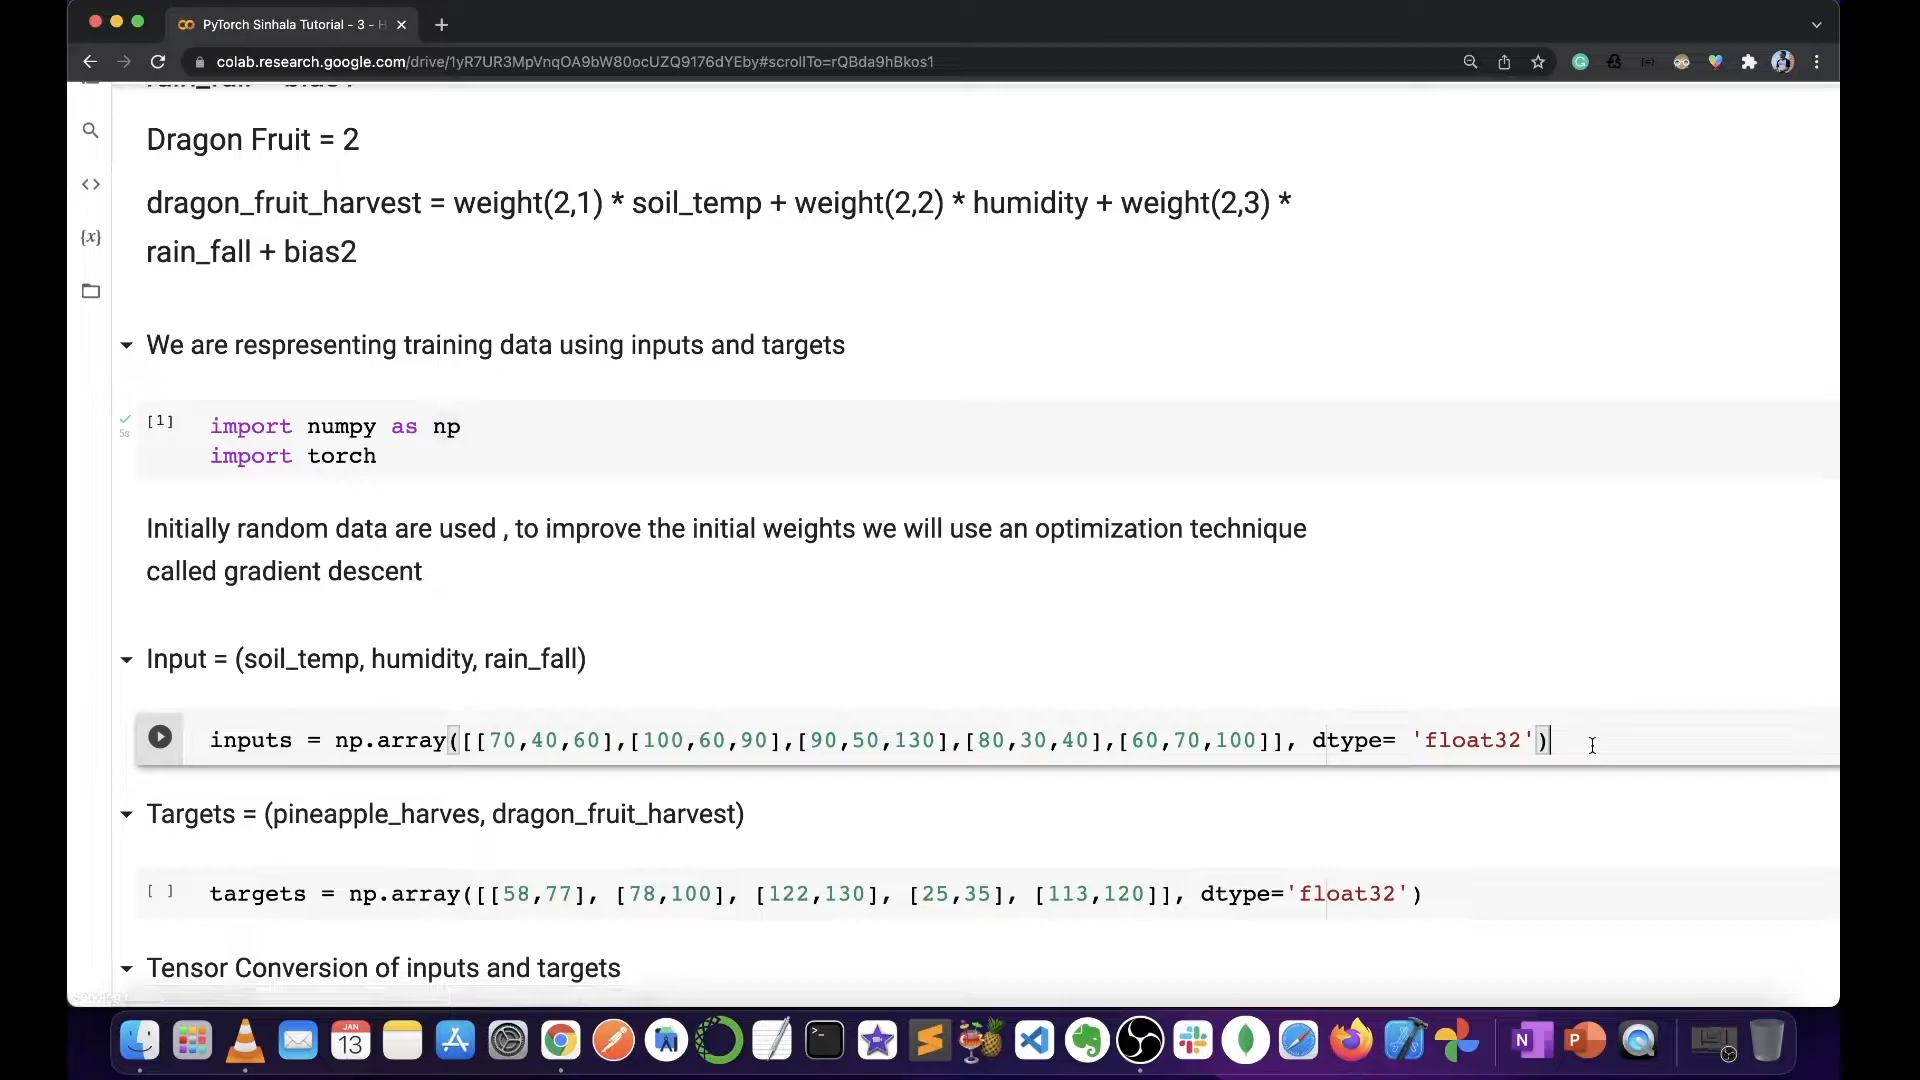 PyTorch Sinhala Tutorial - 3 -
colab.research.google.com/drive/1yR7UR3MpVnqOA9bW80ocUZQ9176dYEby#scrollTo=rQBda9hBkos1
Dragon Fruit = 2
dragon_fruit_harvest = weight(2,1) * soil_temp + weight(2,2) * humidity + weight(2,3) *
rain_fall + bias2
We are respresenting training data using inputs and targets
[1] import numpy as np
5s import torch
Initially random data are used , to improve the initial weights we will use an optimization technique
called gradient descent
Input = (soil_temp, humidity, rain_fall)
inputs = np.array([[70,40,60],[100,60,90],[90,50,130],[80,30,40],[60,70,100]], dtype= 'float32')
Targets = (pineapple_harves, dragon_fruit_harvest)
[ ] targets = np.array([[58,77], [78,100], [122,130], [25,35], [113,120]], dtype='float32')
Tensor Conversion of inputs and targets
JAN
13
N
P